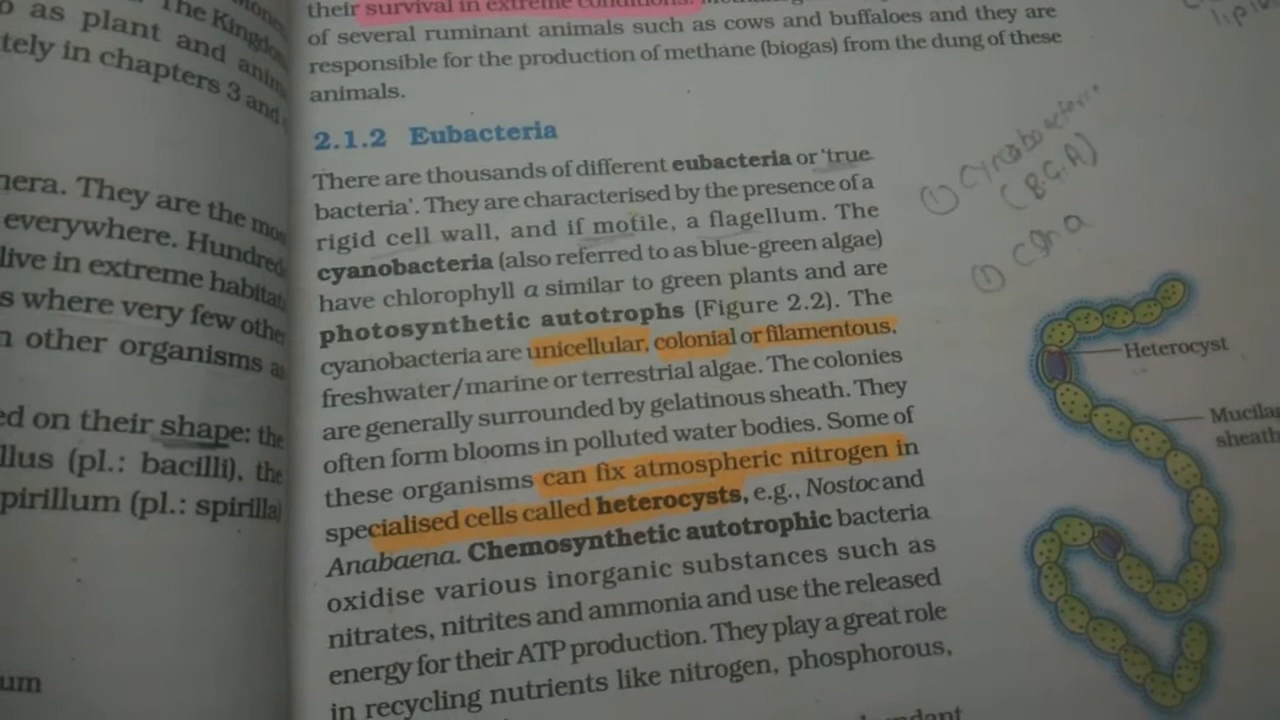 The Kingdom
as plant and
tely in chapters 3 and
nera. They are the
everywhere. Hundred
live in extreme habitat
s where very few othe
other organisms a
ed on their shape: the
llus (pl.: bacilli), the
pirillum (pl.: spirilla)
um
their survival in extreme conditions.
of several ruminant animals such as cows and buffaloes and they are
responsible for the production of methane (biogas) from the dung of these
animals.
2.1.2 Eubacteria
There are thousands of different eubacteria or ‘true
bacteria’. They are characterised by the presence of a
rigid cell wall, and if motile, a flagellum. The
cyanobacteria (also referred to as blue-green algae)
have chlorophyll a similar to green plants and are
photosynthetic autotrophs (Figure 2.2). The
cyanobacteria are unicellular, colonial or filamentous,
freshwater/marine or terrestrial algae. The colonies
are generally surrounded by gelatinous sheath. They
often form blooms in polluted water bodies. Some of
these organisms can fix atmospheric nitrogen in
specialised cells called heterocysts, e.g., Nostoc and
Anabaena. Chemosynthetic autotrophic bacteria
oxidise various inorganic substances such as
nitrates, nitrites and ammonia and use the released
energy for their ATP production. They play a great role
in recycling nutrients like nitrogen, phosphorous,
① Cynobacteria
(B.G.A)
① Chl a
Heterocyst
Mucila
sheath